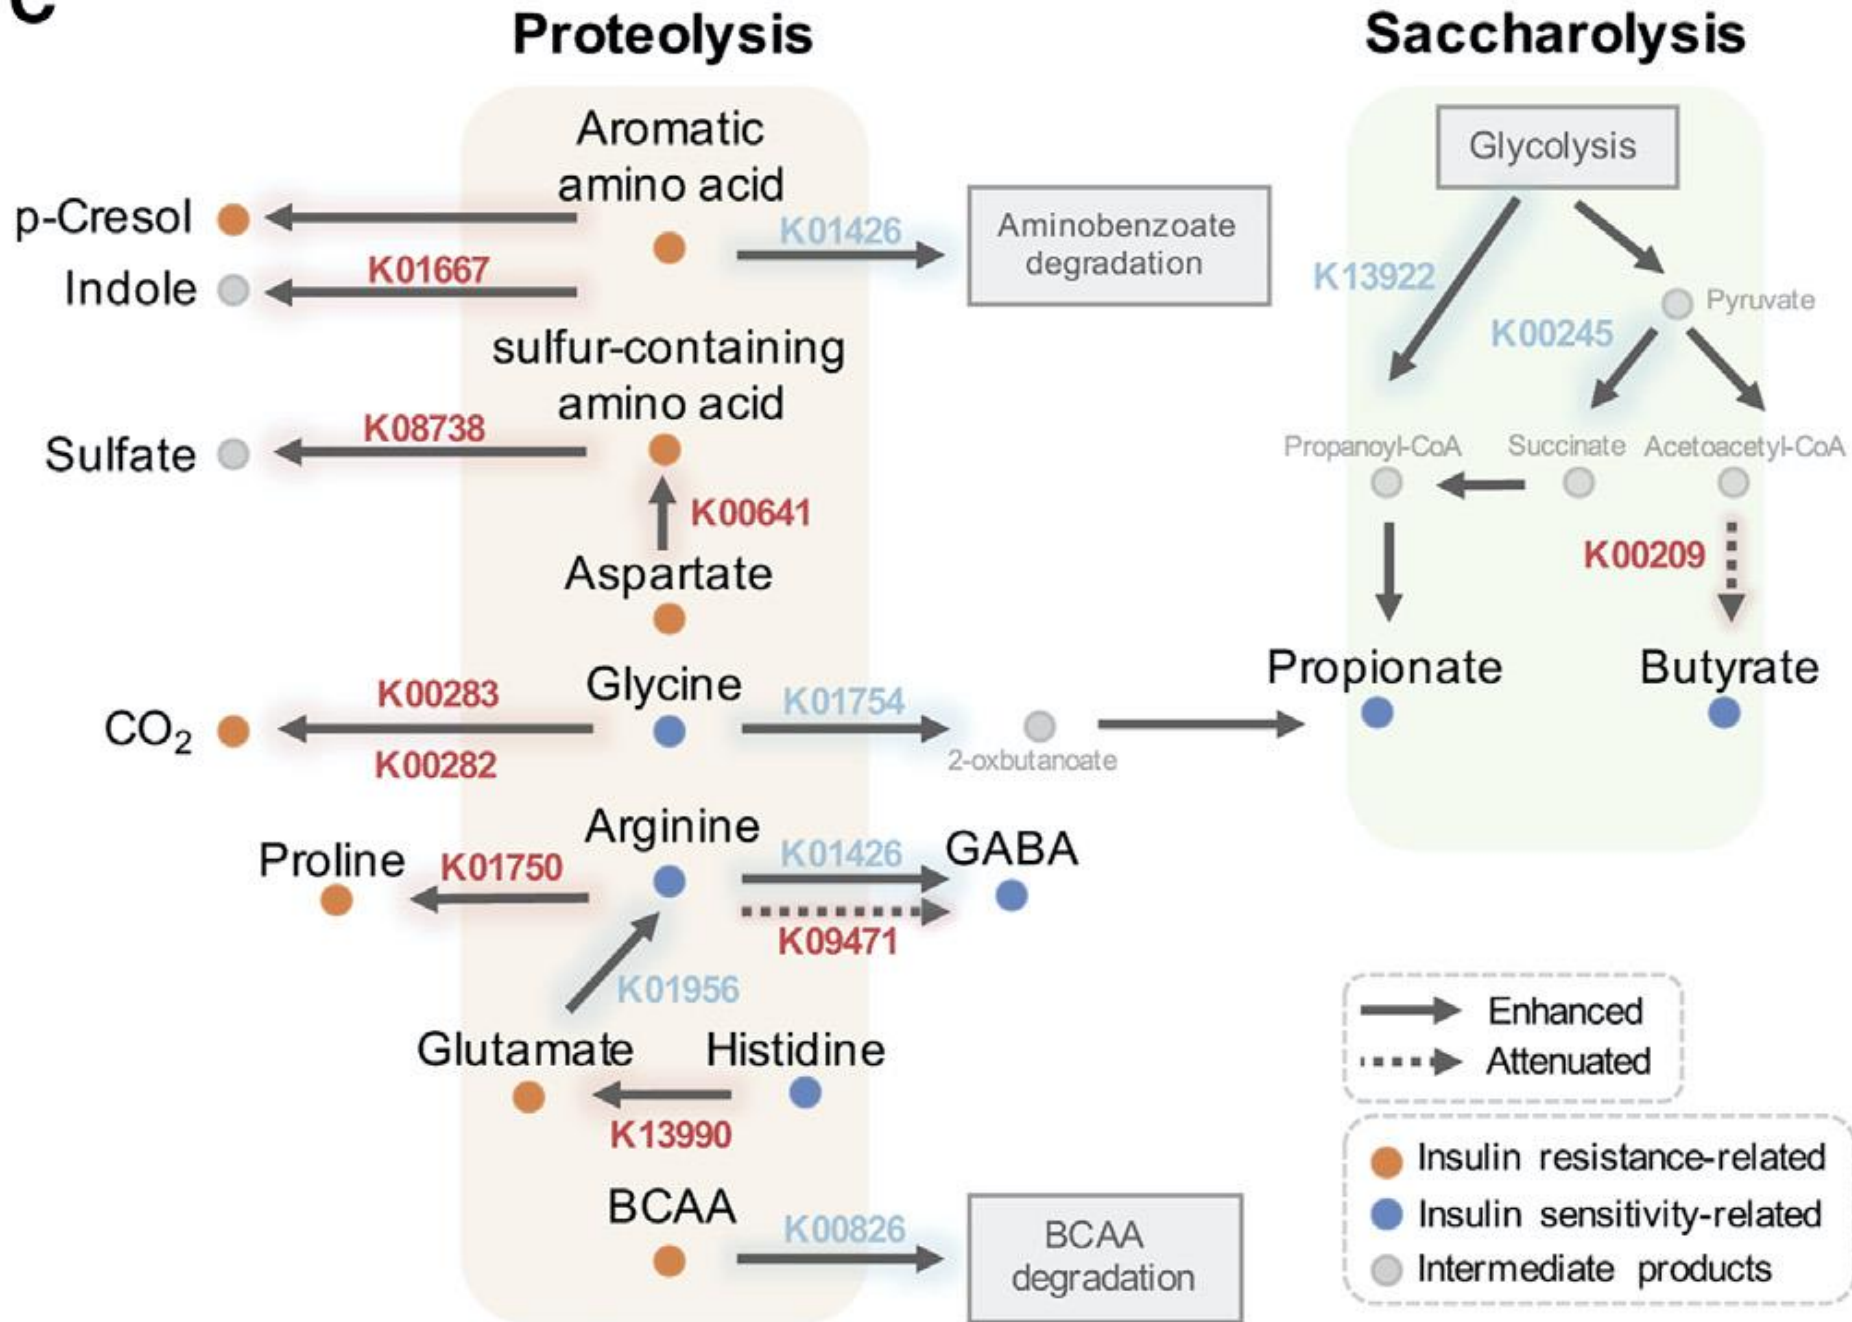 C
Proteolysis
Saccharolysis
Aromatic
amino acid
p-Cresol
Indole
K01667
K01426
Aminobenzoate
degradation
sulfur-containing
amino acid
Sulfate
K08738
K00641
Aspartate
Glycine
CO2
K00283
K00282
K01754
2-oxbutanoate
Arginine
Proline
K01750
K01426
GABA
K09471
K01956
Glutamate
Histidine
K13990
BCAA
K00826
BCAA
degradation
Glycolysis
K13922
Pyruvate
K00245
Propanoyl-CoA
Succinate
Acetoacetyl-CoA
K00209
Propionate
Butyrate
Enhanced
Attenuated
Insulin resistance-related
Insulin sensitivity-related
Intermediate products